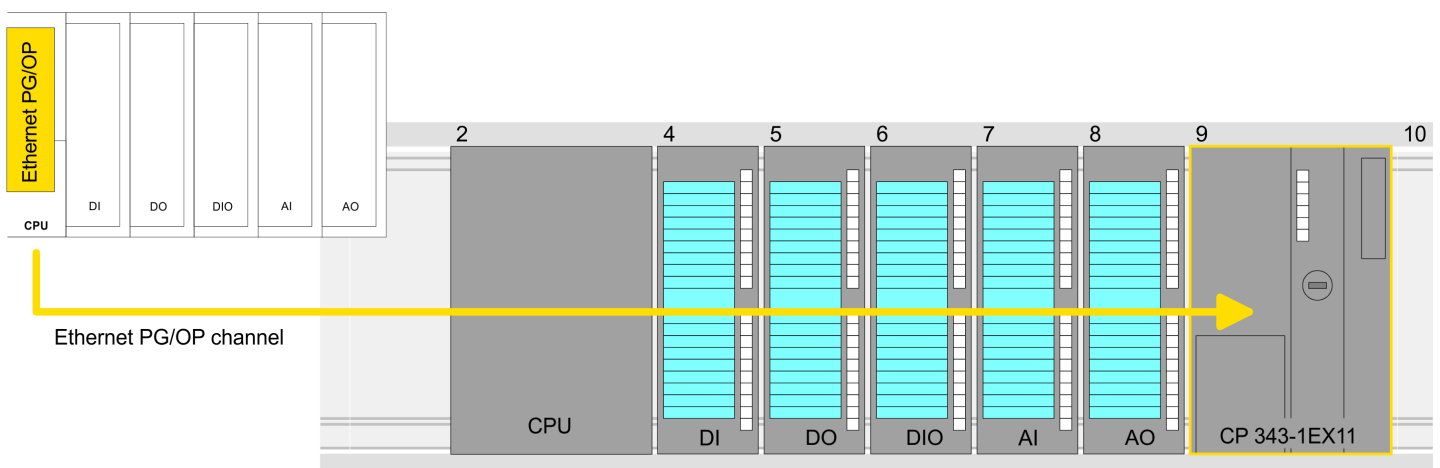 Ethernet PG/OP
CPU
DI
DO
DIO
AI
AO
Ethernet PG/OP channel
2
4
5
6
7
8
9
10
CPU
DI
DO
DIO
AI
AO
CP 343-1EX11